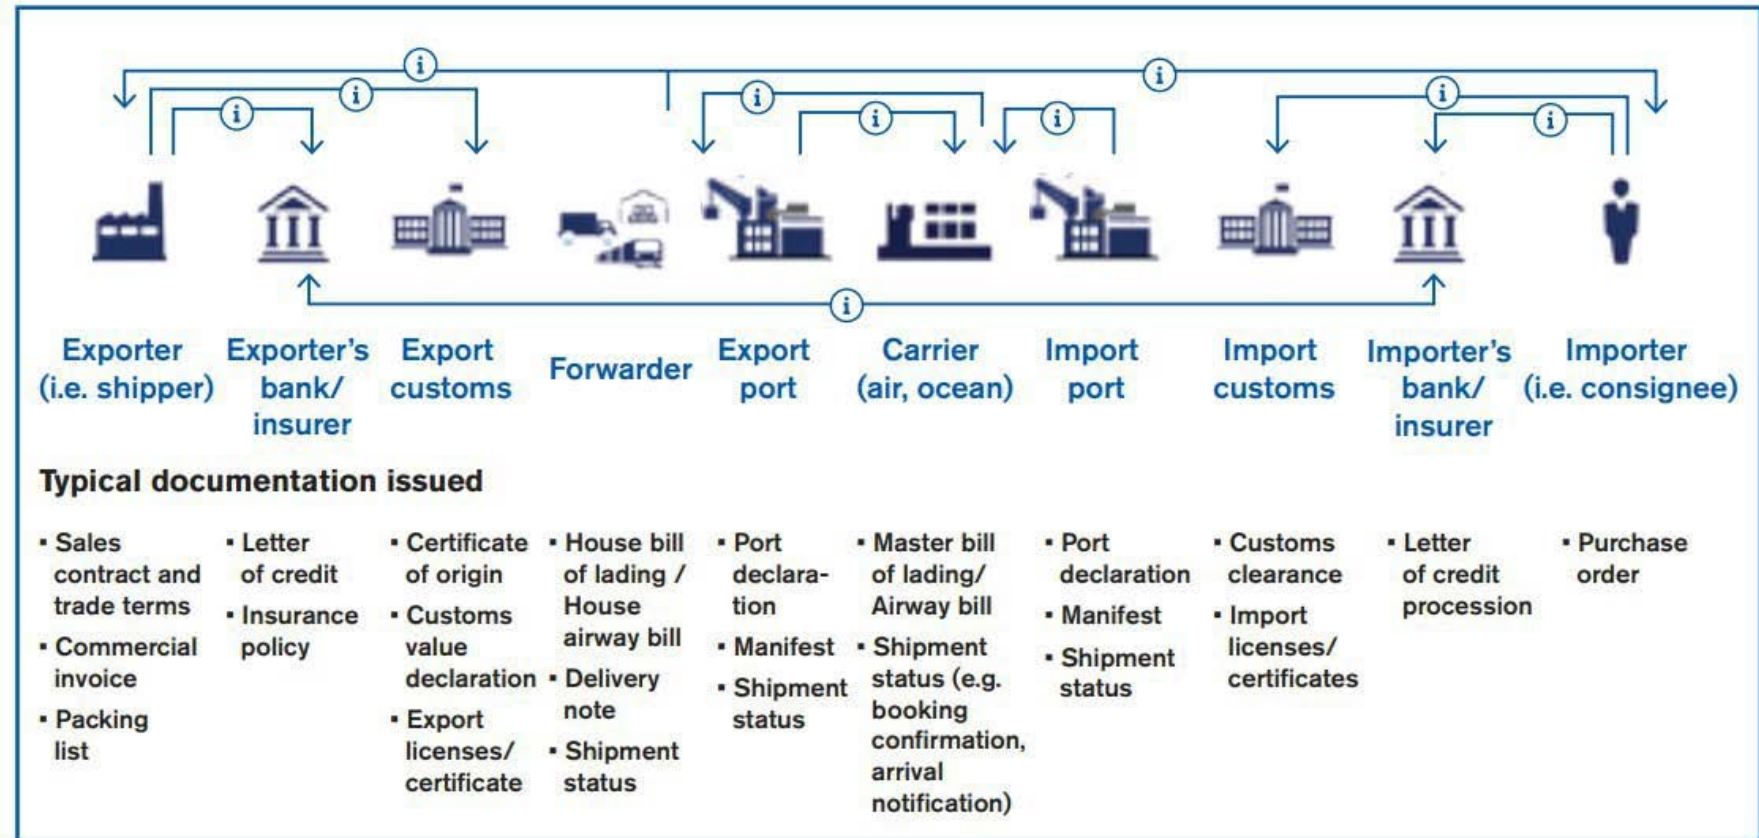 i
i
i
i
i
i
i
i
i
i
Exporter
(i.e. shipper)
Exporter's
bank/
insurer
Export
customs
Forwarder
Export
port
Carrier
(air, ocean)
Import
port
Import
customs
Importer's
bank/
insurer
Importer
(i.e. consignee)
Typical documentation issued
▪ Sales
contract and
trade terms
▪ Commercial
invoice
▪ Packing
list
▪ Letter
of credit
▪ Insurance
policy
▪ Certificate
of origin
▪ Customs
value
declaration
▪ Export
licenses/
certificate
▪ House bill
of lading /
House
airway bill
▪ Delivery
note
▪ Shipment
status
▪ Port
declara-
tion
▪ Manifest
▪ Shipment
status
▪ Master bill
of lading/
Airway bill
▪ Shipment
status (e.g.
booking
confirmation,
arrival
notification)
▪ Port
declaration
▪ Manifest
▪ Shipment
status
▪ Customs
clearance
▪ Import
licenses/
certificates
▪ Letter
of credit
procession
▪ Purchase
order